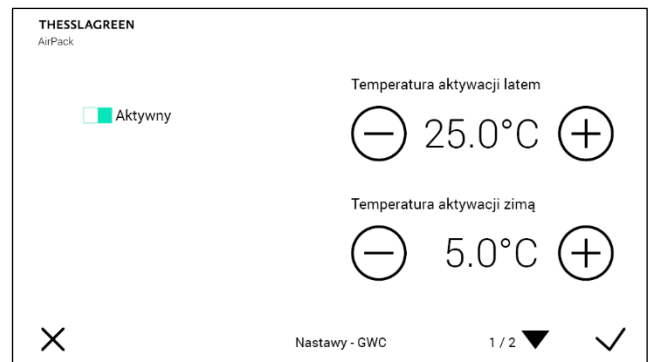 THESSLAGREEN
AirPack
Aktywny
Temperatura aktywacji latem
25.0°C
Temperatura aktywacji zimą
5.0°C
Nastawy - GWC
1 / 2